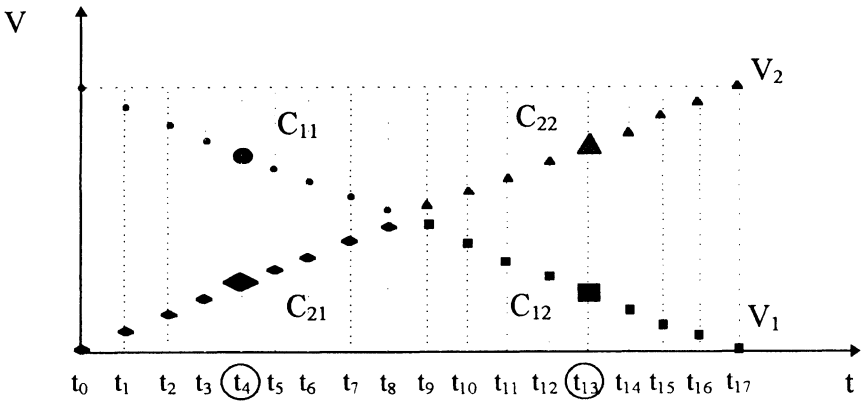 V
V₂
C₁₁
C₂₂
C₂₁
C₁₂
V₁
t₀ t₁ t₂ t₃ t₄ t₅ t₆ t₇ t₈ t₉ t₁₀ t₁₁ t₁₂ t₁₃ t₁₄ t₁₅ t₁₆ t₁₇ t